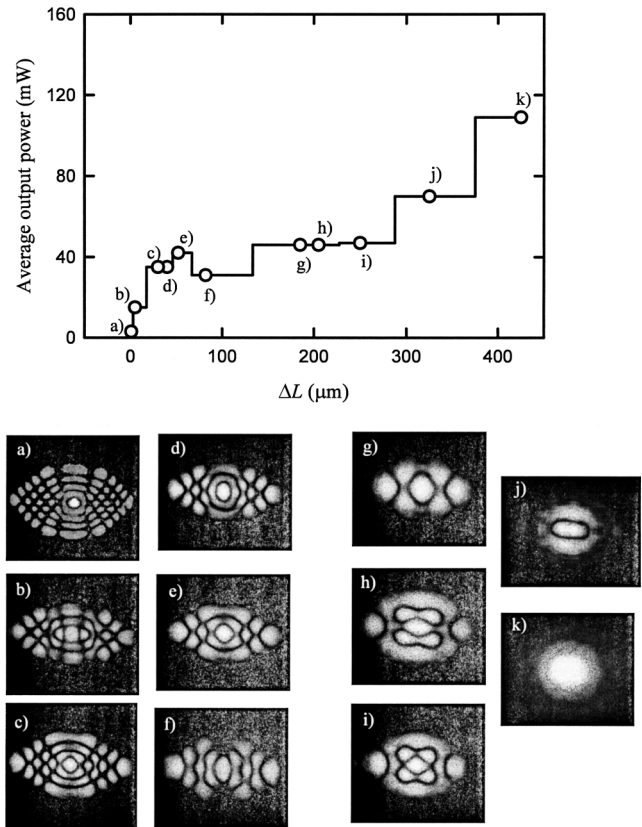 Average output power (mW)
160
120
80
40
0
a)
b)
c)
d)
e)
f)
g)
h)
i)
j)
k)
0
100
200
300
400
ΔL (μm)
a)
d)
g)
j)
b)
e)
h)
k)
c)
f)
i)